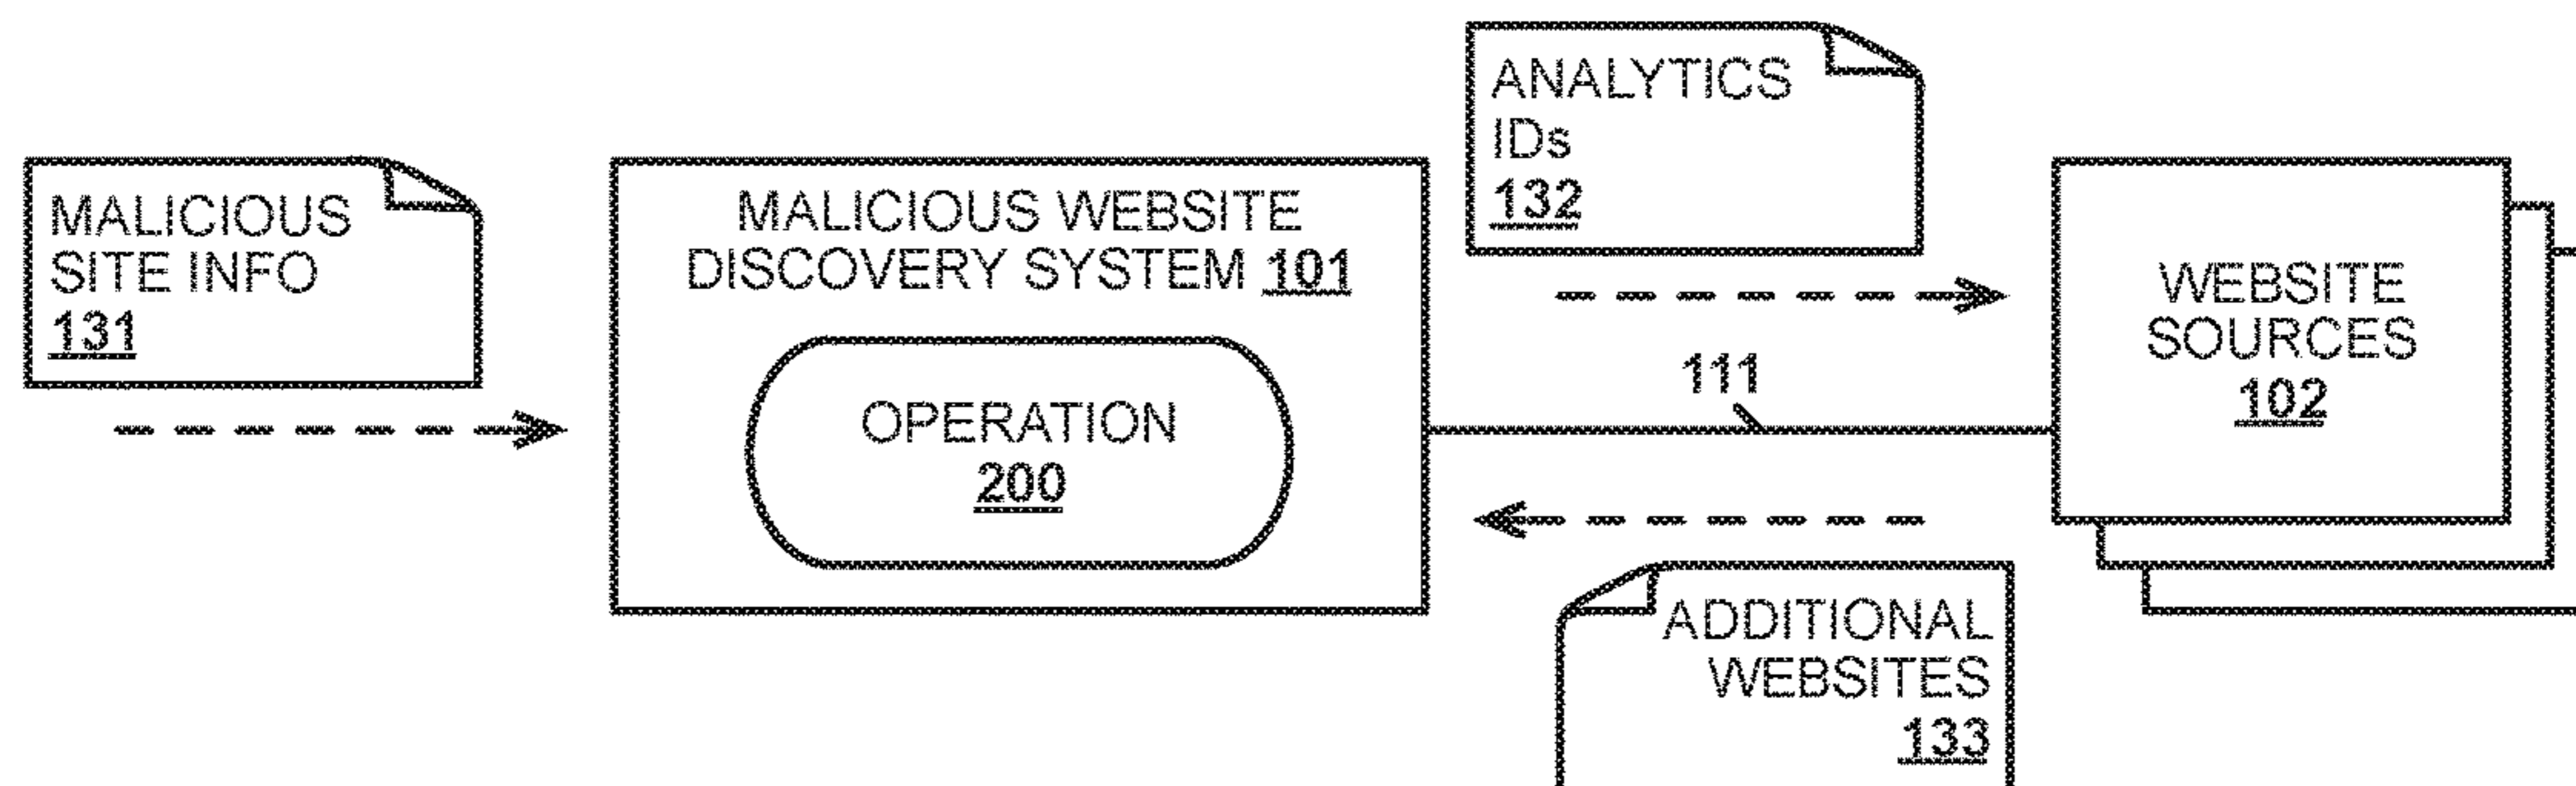 MALICIOUS
SITE INFO
131
MALICIOUS WEBSITE
DISCOVERY SYSTEM 101
OPERATION
200
ANALYTICS
IDs
132
111
WEBSITE
SOURCES
102
ADDITIONAL
WEBSITES
133